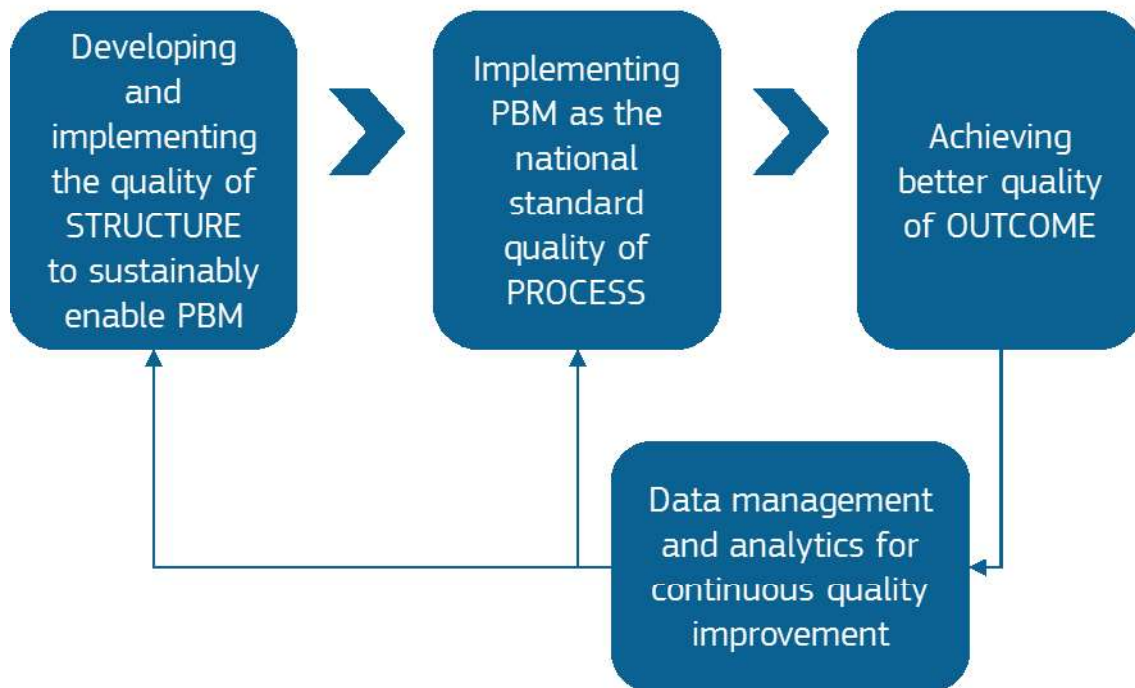 Developing
and
implementing
the quality of
STRUCTURE
to sustainably
enable PBM
Implementing
PBM as the
national
standard
quality of
PROCESS
Achieving
better quality
of OUTCOME
Data management
and analytics for
continuous quality
improvement